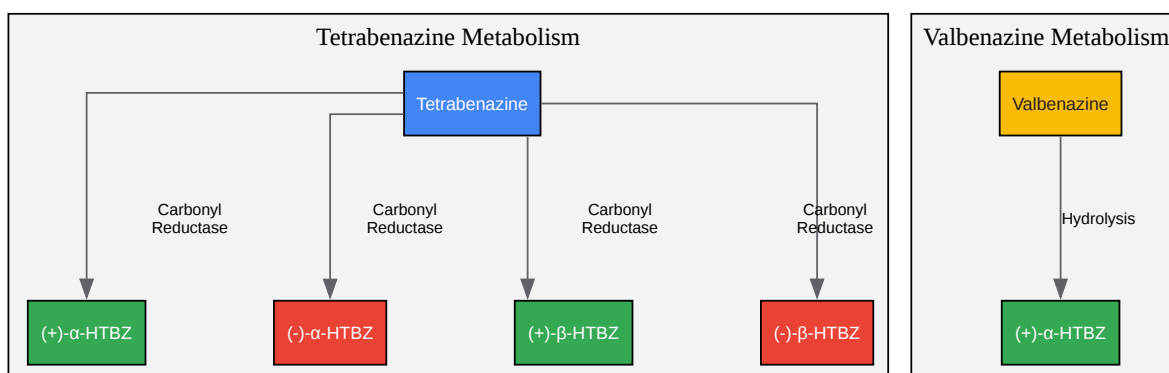 Tetrabenazine Metabolism
Tetrabenazine
Carbonyl
Reductase
Carbonyl
Reductase
Carbonyl
Reductase
Carbonyl
Reductase
(+)-α-HTBZ
(-)-α-HTBZ
(+)-β-HTBZ
(-)-β-HTBZ
Valbenazine Metabolism
Valbenazine
Hydrolysis
(+)-α-HTBZ